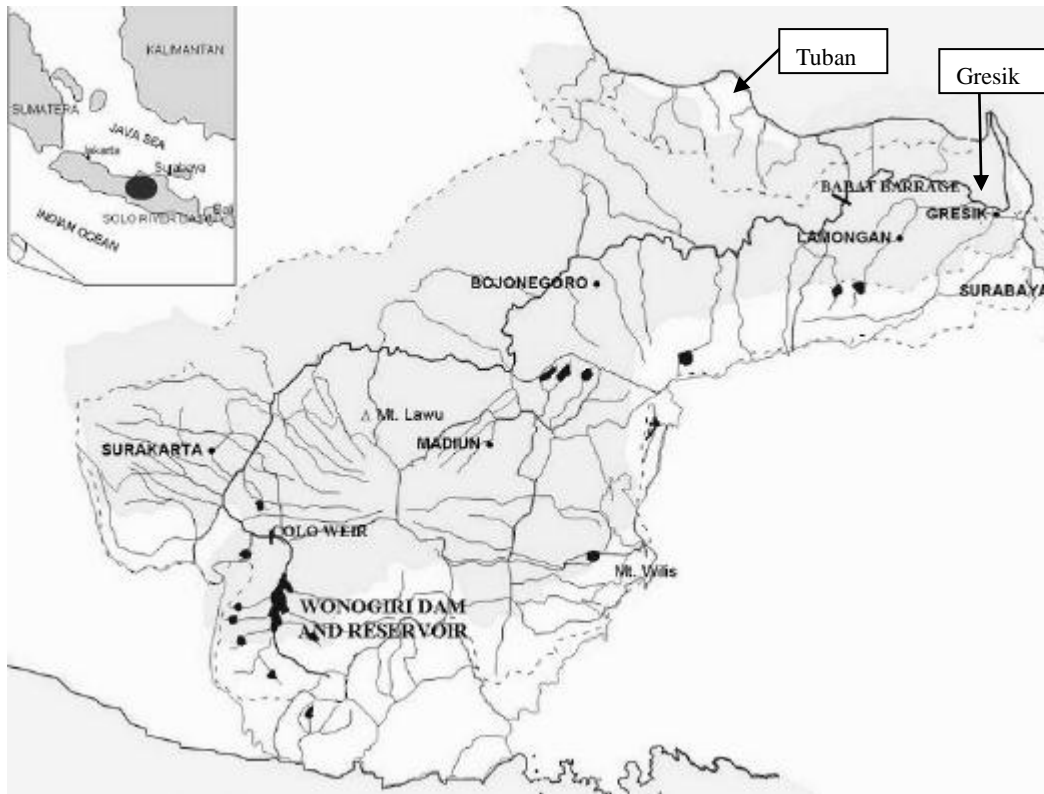 KALIMANTAN
SUMATERA
JAVA SEA
Jakarta
Surabaya
SOLO RIVER BASIN
Bali
INDIAN OCEAN
Tuban
Gresik
BABAT BARRAGE
GRESIK
LAMONGAN
SURABAYA
BOJONEGORO
Mt. Lawu
MADIUN
SURAKARTA
COLO WEIR
Mt. Wilis
WONOGIRI DAM
AND RESERVOIR